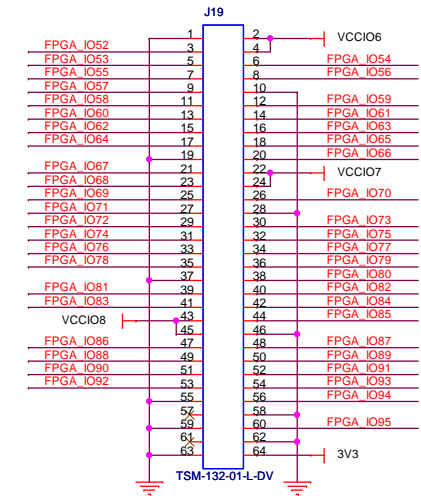 J19
1 2 VCCIO6
FPGA_IO52 3 4
FPGA_IO53 5 6 FPGA_IO54
FPGA_IO55 7 8 FPGA_IO56
FPGA_IO57 9 10
FPGA_IO58 11 12 FPGA_IO59
FPGA_IO60 13 14 FPGA_IO61
FPGA_IO62 15 16 FPGA_IO63
FPGA_IO64 17 18 FPGA_IO65
19 20 FPGA_IO66
FPGA_IO67 21 22 VCCIO7
FPGA_IO68 23 24
FPGA_IO69 25 26 FPGA_IO70
FPGA_IO71 27 28
FPGA_IO72 29 30 FPGA_IO73
FPGA_IO74 31 32 FPGA_IO75
FPGA_IO76 33 34 FPGA_IO77
FPGA_IO78 35 36 FPGA_IO79
37 38 FPGA_IO80
FPGA_IO81 39 40 FPGA_IO82
FPGA_IO83 41 42 FPGA_IO84
VCCIO8 43 44 FPGA_IO85
45 46
FPGA_IO86 47 48 FPGA_IO87
FPGA_IO88 49 50 FPGA_IO89
FPGA_IO90 51 52 FPGA_IO91
FPGA_IO92 53 54 FPGA_IO93
55 56 FPGA_IO94
57 58
59 60 FPGA_IO95
61 62
63 64 3V3
TSM-132-01-L-DV